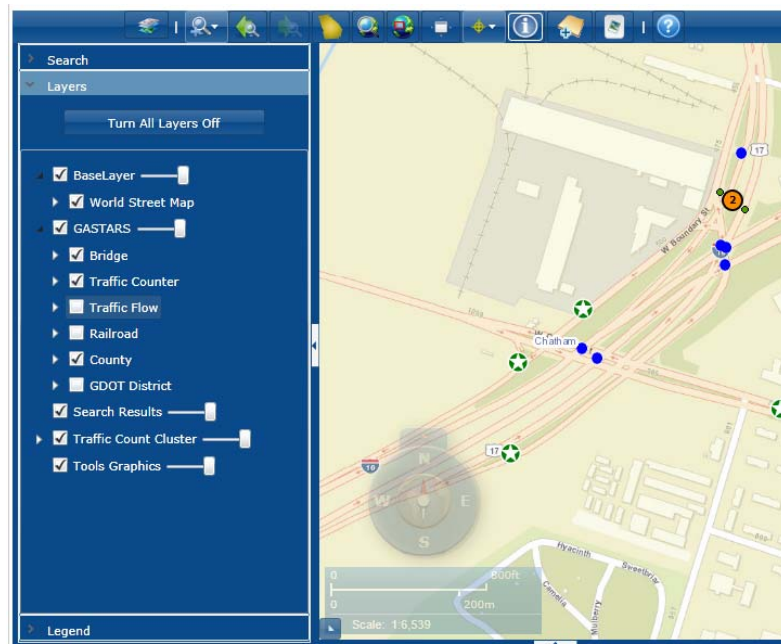 Search
Layers
Turn All Layers Off
BaseLayer
World Street Map
GASTARS
Bridge
Traffic Counter
Traffic Flow
Railroad
County
GDOT District
Search Results
Traffic Count Cluster
Tools Graphics
Legend
17
2
W Boundary St
Chatham
17
16
N
W
E
S
Hyacinth
Sweetbriar
Camelia
Mulberry
0
800ft
0
200m
Scale: 1:6,539